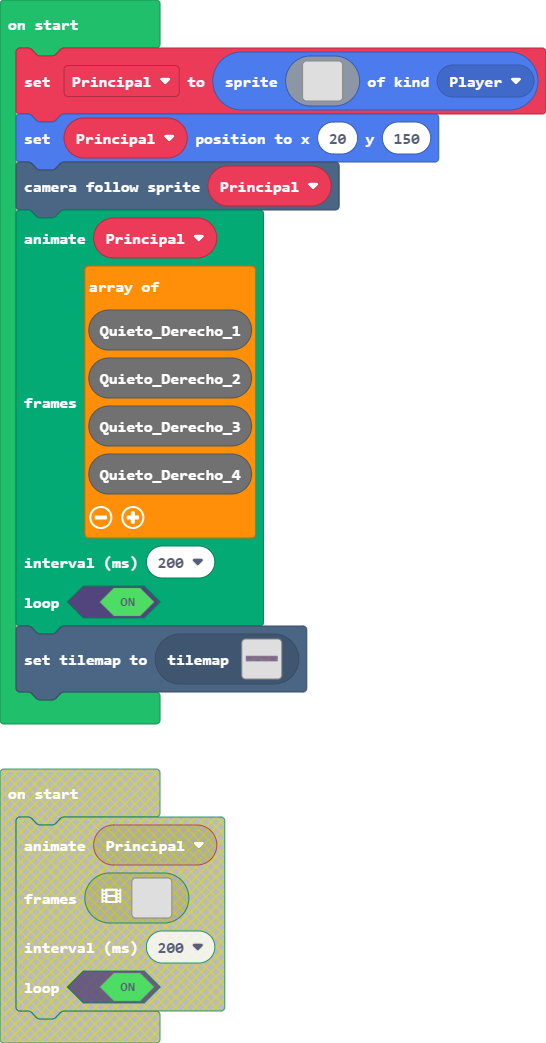 on start
set Principal to sprite of kind Player
set Principal position to x 20 y 150
camera follow sprite Principal
animate Principal
array of
Quieto_Derecho_1
Quieto_Derecho_2
frames
Quieto_Derecho_3
Quieto_Derecho_4
interval (ms) 200
loop ON
set tilemap to tilemap
on start
animate Principal
frames
interval (ms) 200
loop ON